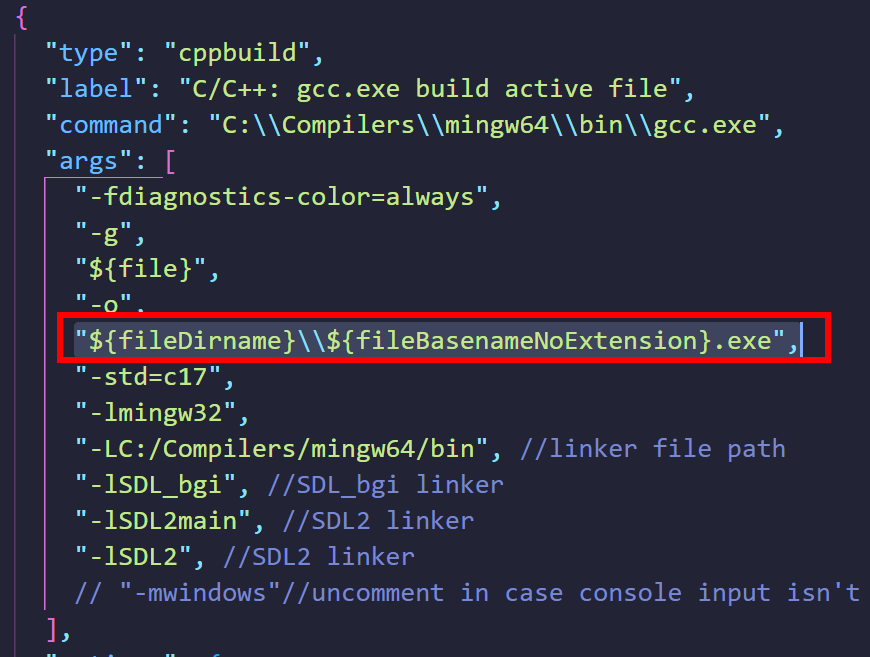 {
"type": "cppbuild",
"label": "C/C++: gcc.exe build active file",
"command": "C:\\Compilers\\mingw64\\bin\\gcc.exe",
"args": [
"-fdiagnostics-color=always",
"-g",
"${file}",
"-o",
"${fileDirname}\\${fileBasenameNoExtension}.exe",
"-std=c17",
"-lmingw32",
"-LC:/Compilers/mingw64/bin", //linker file path
"-lSDL_bgi", //SDL_bgi linker
"-lSDL2main", //SDL2 linker
"-lSDL2", //SDL2 linker
// "-mwindows"//uncomment in case console input isn't
],